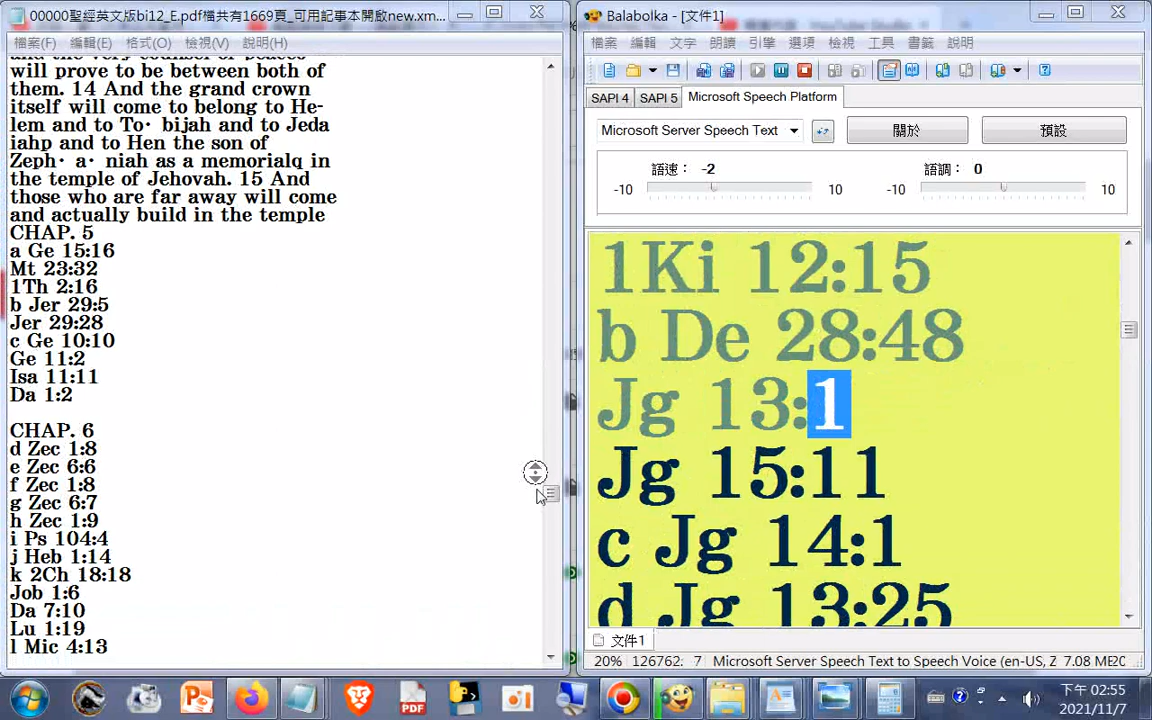 00000聖經英文版bi12_E.pdf檔共有1669頁_可用記事本開啟new.xm...
檔案(F) 編輯(E) 格式(O) 檢視(V) 說明(H)
and the very counsel of peace
will prove to be between both of
them. 14 And the grand crown
itself will come to belong to He-
lem and to To· bijah and to Jeda
iahp and to Hen the son of
Zeph· a· niah as a memorialq in
the temple of Jehovah. 15 And
those who are far away will come
and actually build in the temple
CHAP. 5
a Ge 15:16
Mt 23:32
1Th 2:16
b Jer 29:5
Jer 29:28
c Ge 10:10
Ge 11:2
Isa 11:11
Da 1:2
CHAP. 6
d Zec 1:8
e Zec 6:6
f Zec 1:8
g Zec 6:7
h Zec 1:9
i Ps 104:4
j Heb 1:14
k 2Ch 18:18
Job 1:6
Da 7:10
Lu 1:19
l Mic 4:13
Balabolka - [文件1]
檔案 編輯 文字 朗讀 引擎 選項 檢視 工具 書籤 說明
SAPI 4 SAPI 5 Microsoft Speech Platform
Microsoft Server Speech Text 關於 預設
語速: -2 語調: 0
-10 10 -10 10
1Ki 12:15
b De 28:48
Jg 13:1
Jg 15:11
c Jg 14:1
d Jg 13:25
文件1
20% 126762: 7 Microsoft Server Speech Text to Speech Voice (en-US, Z 7.08 ME
PDF
下午 02:55
2021/11/7